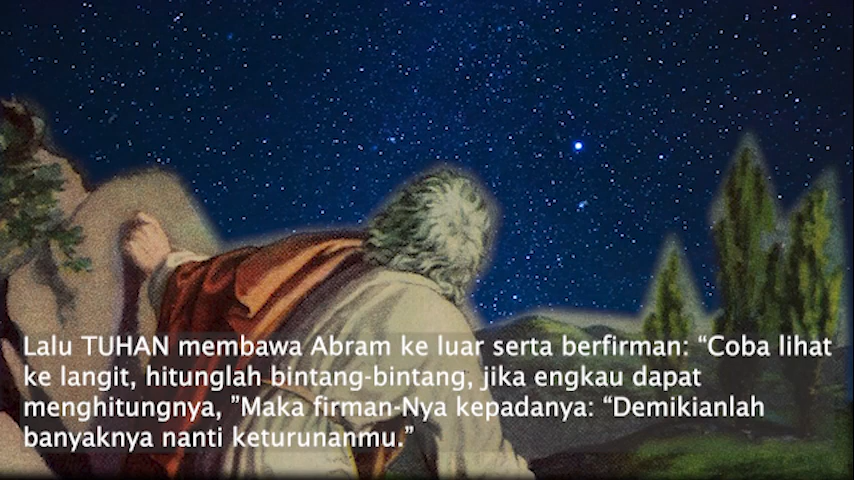 Lalu TUHAN membawa Abram ke luar serta berfirman: “Coba lihat
ke langit, hitunglah bintang-bintang, jika engkau dapat
menghitungnya, ”Maka firman-Nya kepadanya: “Demikianlah
banyaknya nanti keturunanmu.”